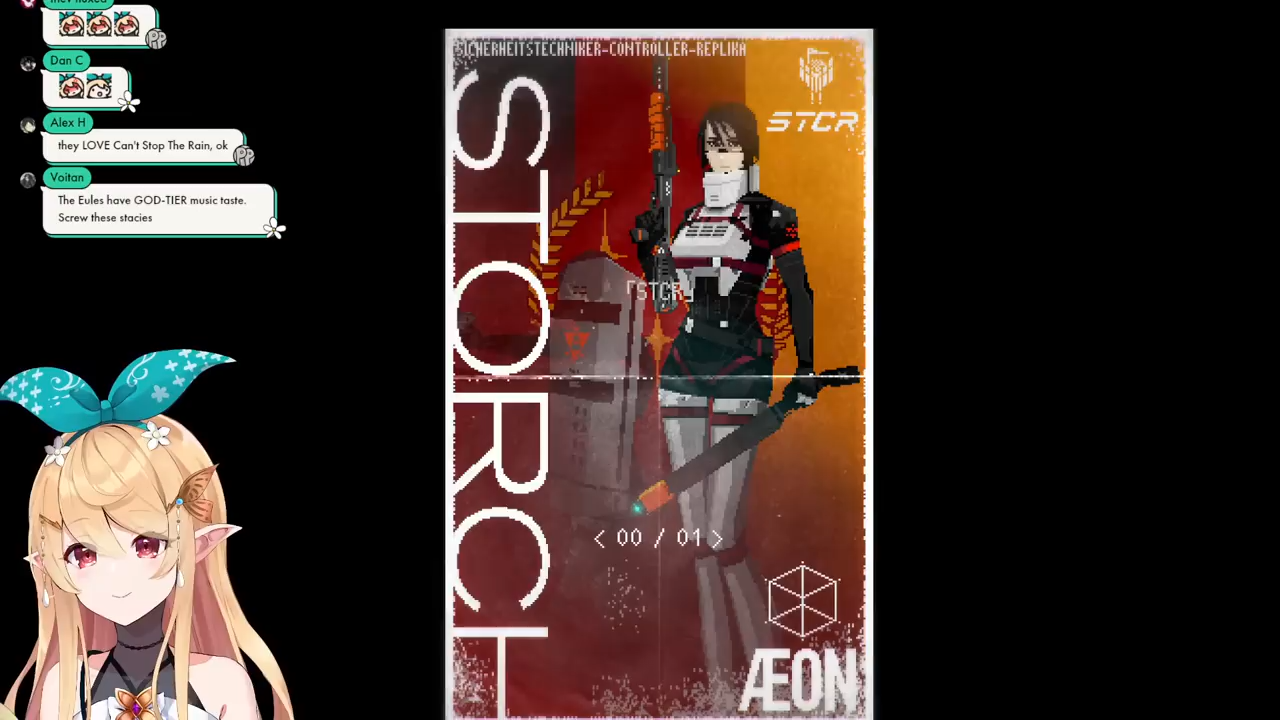 Dan C
Alex H
they LOVE Can't Stop The Rain, ok
Voitan
The Eules have GOD-TIER music taste.
Screw these stacies
SICHERHEITSTECHNIKER-CONTROLLER-REPLIKA
STORCH
STCR
「STCR」
< 00 / 01 >
ÆON